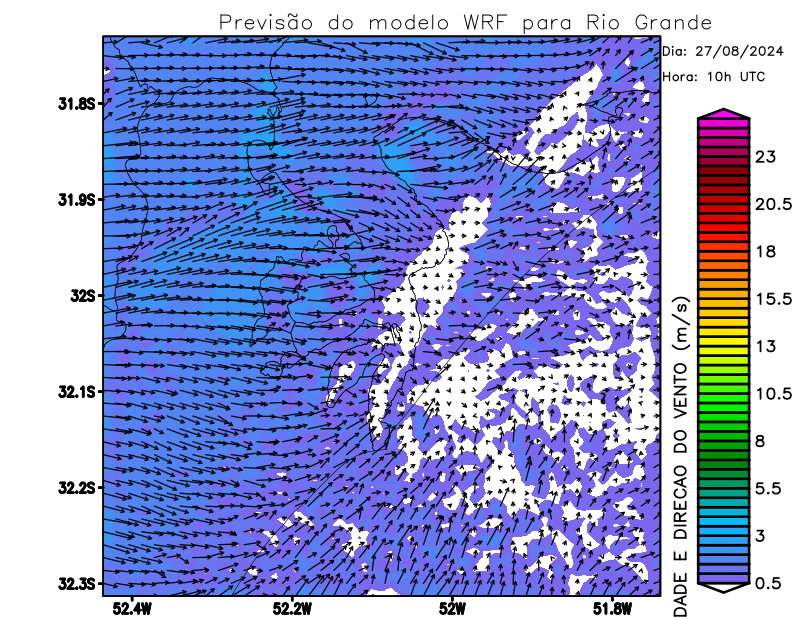 Previsão do modelo WRF para Rio Grande
Dia: 27/08/2024
Hora: 10h UTC
31.8S
31.9S
32S
32.1S
32.2S
32.3S
52.4W
52.2W
52W
51.8W
DADE E DIRECAO DO VENTO (m/s)
23
20.5
18
15.5
13
10.5
8
5.5
3
0.5